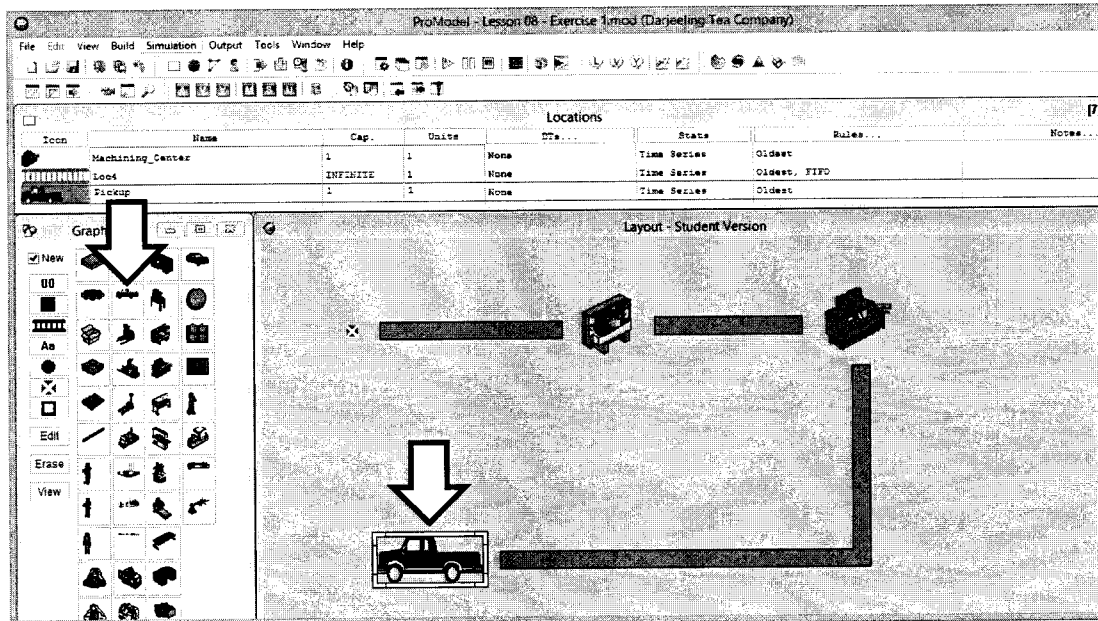 ProModel - Lesson 08 - Exercise 1.mod (Darjeeling Tea Company)
File Edit View Build Simulation Output Tools Window Help
Locations [7
Icon Name Cap. Units DTs... Stats Rules... Notes...
Machining_Center 1 1 None Time Series Oldest
Loc4 INFINITE 1 None Time Series Oldest, FIFO
Pickup 1 1 None Time Series Oldest
Graph
Layout - Student Version
New
00
Aa
Edit
Erase
View